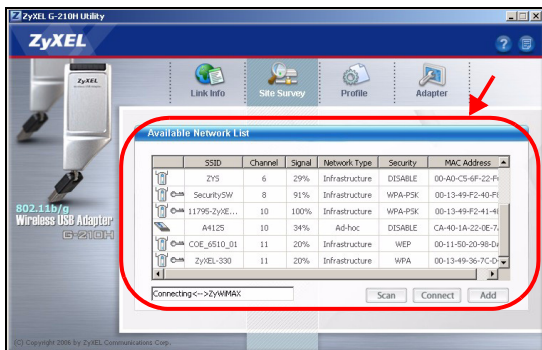 ZyXEL G-210H Utility
ZyXEL
ZyXEL
Link Info
Site Survey
Profile
Adapter
Available Network List
SSID Channel Signal Network Type Security MAC Address
ZYS 6 29% Infrastructure DISABLE 00-A0-C5-6F-22-F
SecuritySW 8 91% Infrastructure WPA-PSK 00-13-49-F2-40-F
11795-ZyXE... 10 100% Infrastructure WPA-PSK 00-13-49-F2-41-4
A4125 10 34% Ad-hoc DISABLE CA-40-1A-22-0E-7
COE_6510_01 11 20% Infrastructure WEP 00-11-50-20-98-D
ZyXEL-330 11 20% Infrastructure WPA 00-13-49-36-7C-D
802.11b/g
Wireless USB Adapter
G-210H
Connecting<-->ZyWiMAX
Scan
Connect
Add
(C) Copyright 2006 by ZyXEL Communications Corp.